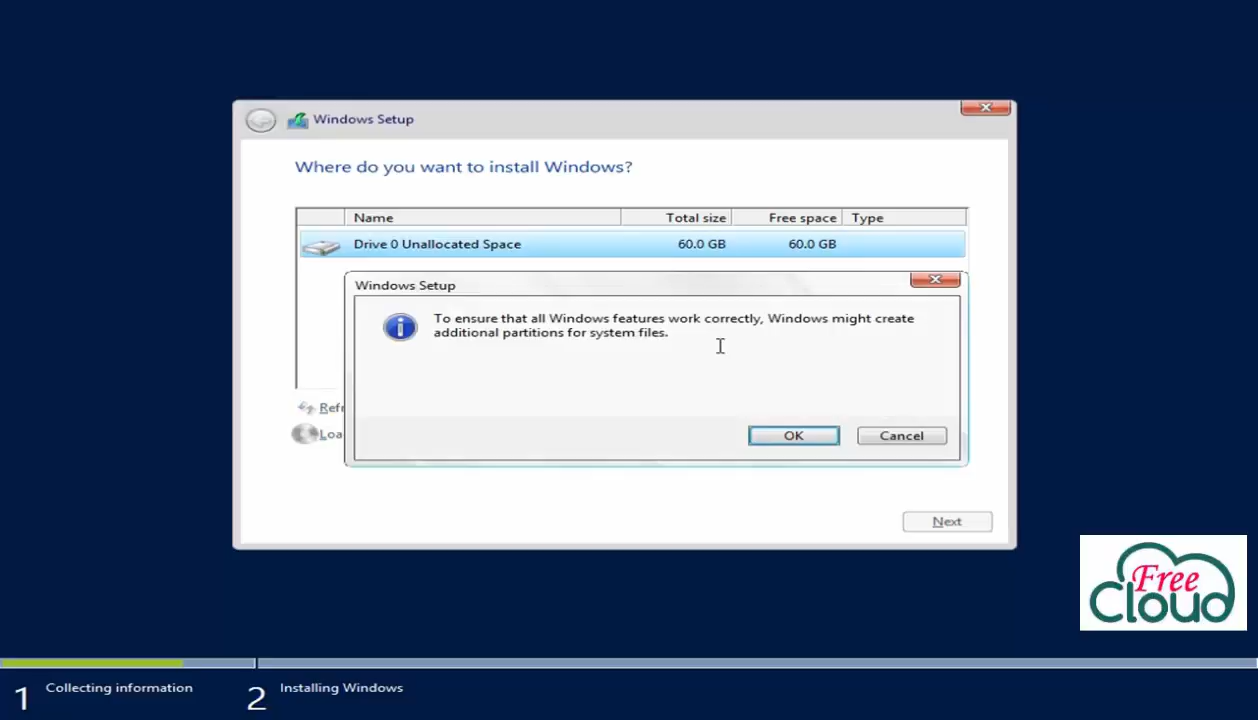 Windows Setup
Where do you want to install Windows?
Name Total size Free space Type
Drive 0 Unallocated Space 60.0 GB 60.0 GB
Windows Setup
To ensure that all Windows features work correctly, Windows might create
additional partitions for system files.
Refr
Loa
OK Cancel
Next
Free
Cloud
1 Collecting information 2 Installing Windows